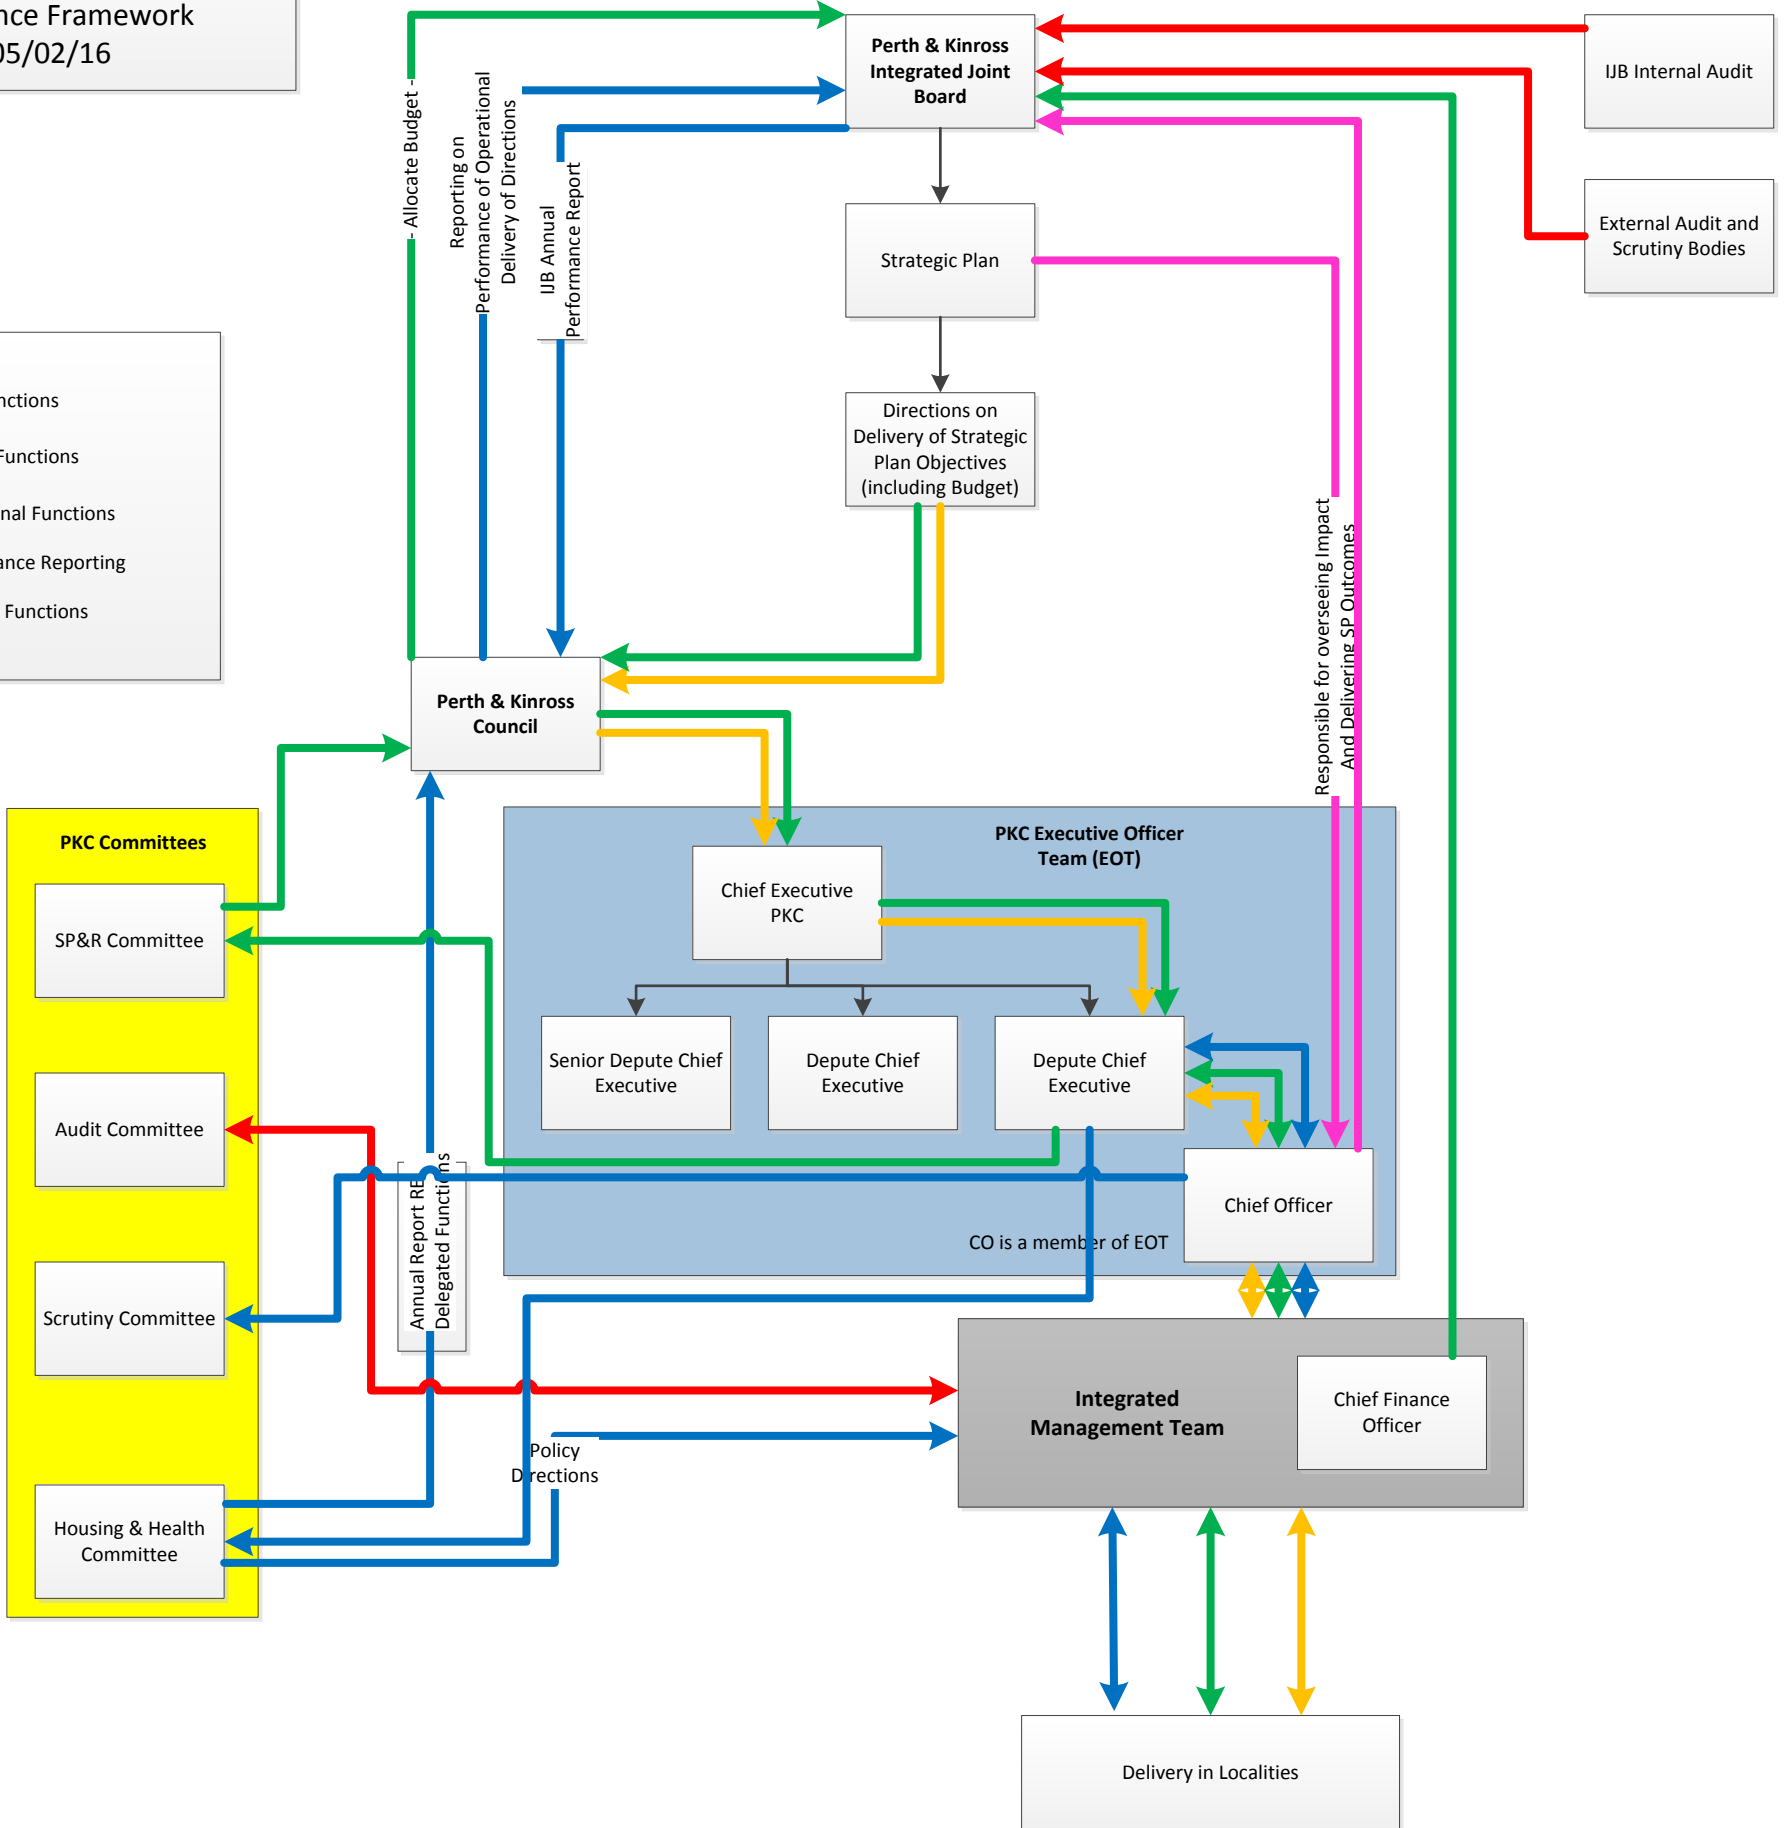 nce Framework
05/02/16
nctions
Functions
nal Functions
ance Reporting
Functions
- Allocate Budget -
Reporting on
Performance of Operational
Delivery of Directions
IJB Annual
Performance Report
Perth & Kinross
Integrated Joint
Board
IJB Internal Audit
External Audit and
Scrutiny Bodies
Strategic Plan
Directions on
Delivery of Strategic
Plan Objectives
(including Budget)
Responsible for overseeing Impact
And Delivering SP Outcomes
Perth & Kinross
Council
PKC Committees
SP&R Committee
Audit Committee
Scrutiny Committee
Housing & Health
Committee
PKC Executive Officer
Team (EOT)
Chief Executive
PKC
Senior Depute Chief
Executive
Depute Chief
Executive
Depute Chief
Executive
Chief Officer
CO is a member of EOT
Annual Report RE
Delegated Functions
Policy
Directions
Integrated
Management Team
Chief Finance
Officer
Delivery in Localities